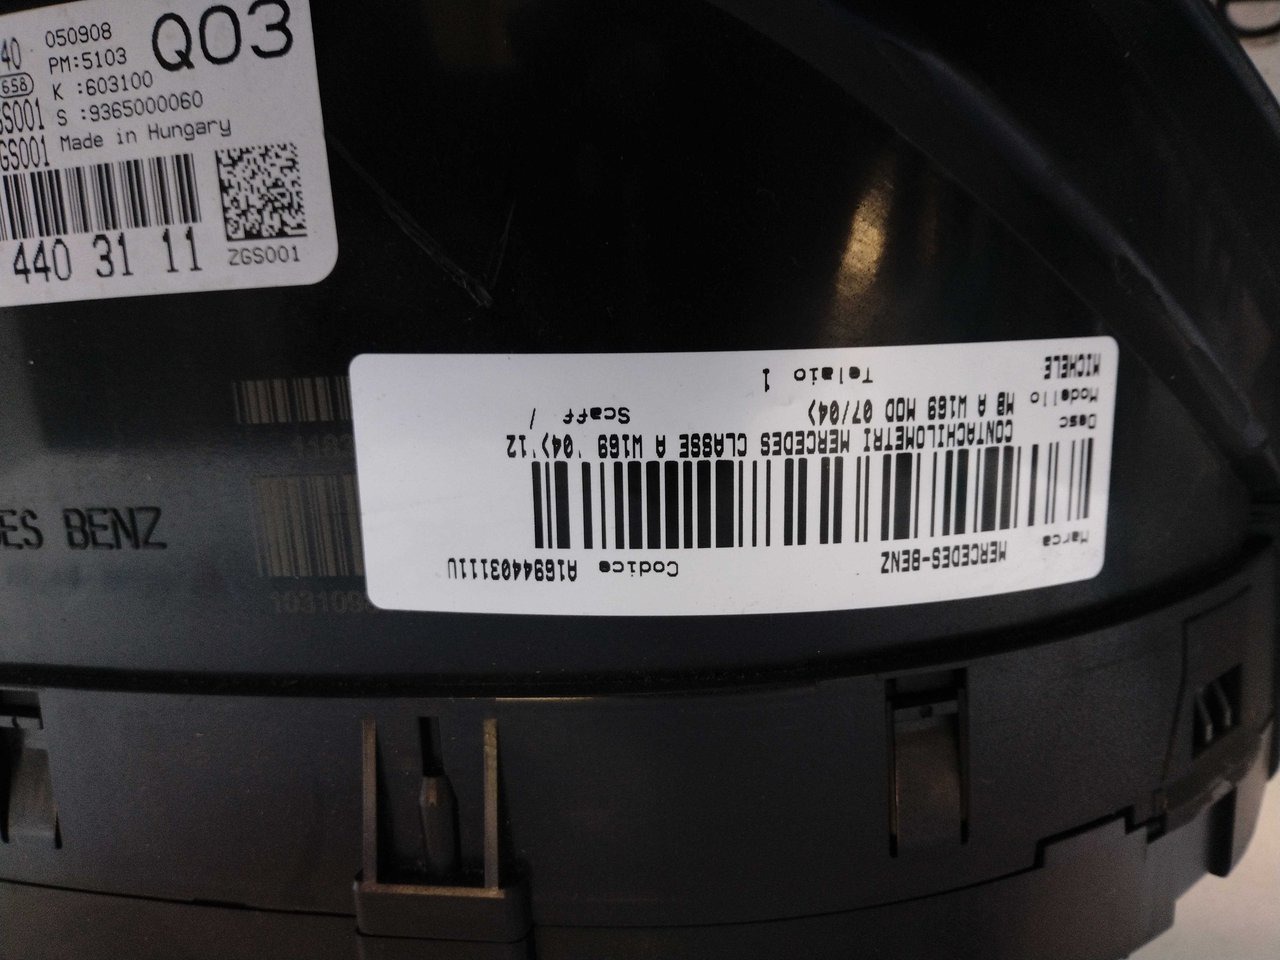 40
050908
Q03
PM:5103
658
K :603100
GS001
S :9365000060
GS001
Made in Hungary
440 31 11
ZGS001
ES BENZ
Marca
MERCEDES-BENZ
Codice
A1694403111U
Desc
CONTACHILOMETRI MERCEDES CLASSE A W169 '04>'12
Modello
MB A W169 MOD 07/04>
Scaff /
MICHELE
Telaio 1